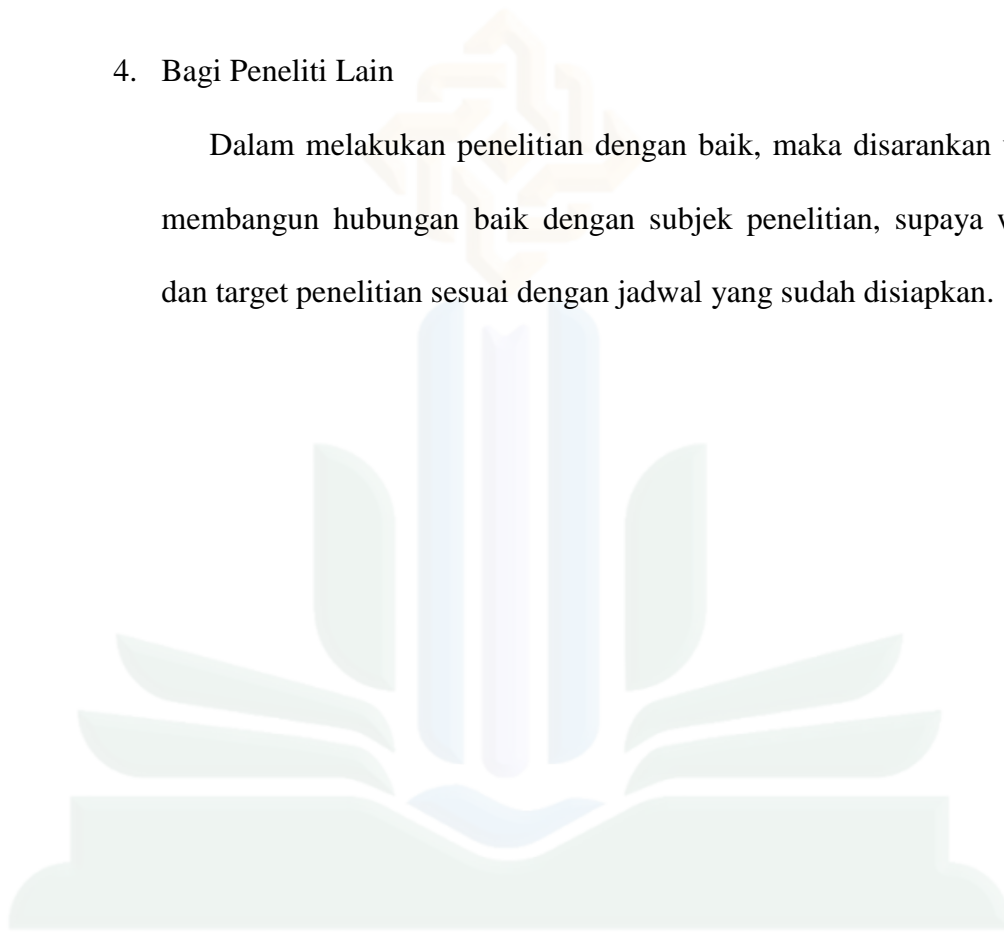 4. Bagi Peneliti Lain
Dalam melakukan penelitian dengan baik, maka disarankan
membangun hubungan baik dengan subjek penelitian, supaya
dan target penelitian sesuai dengan jadwal yang sudah disiapkan.